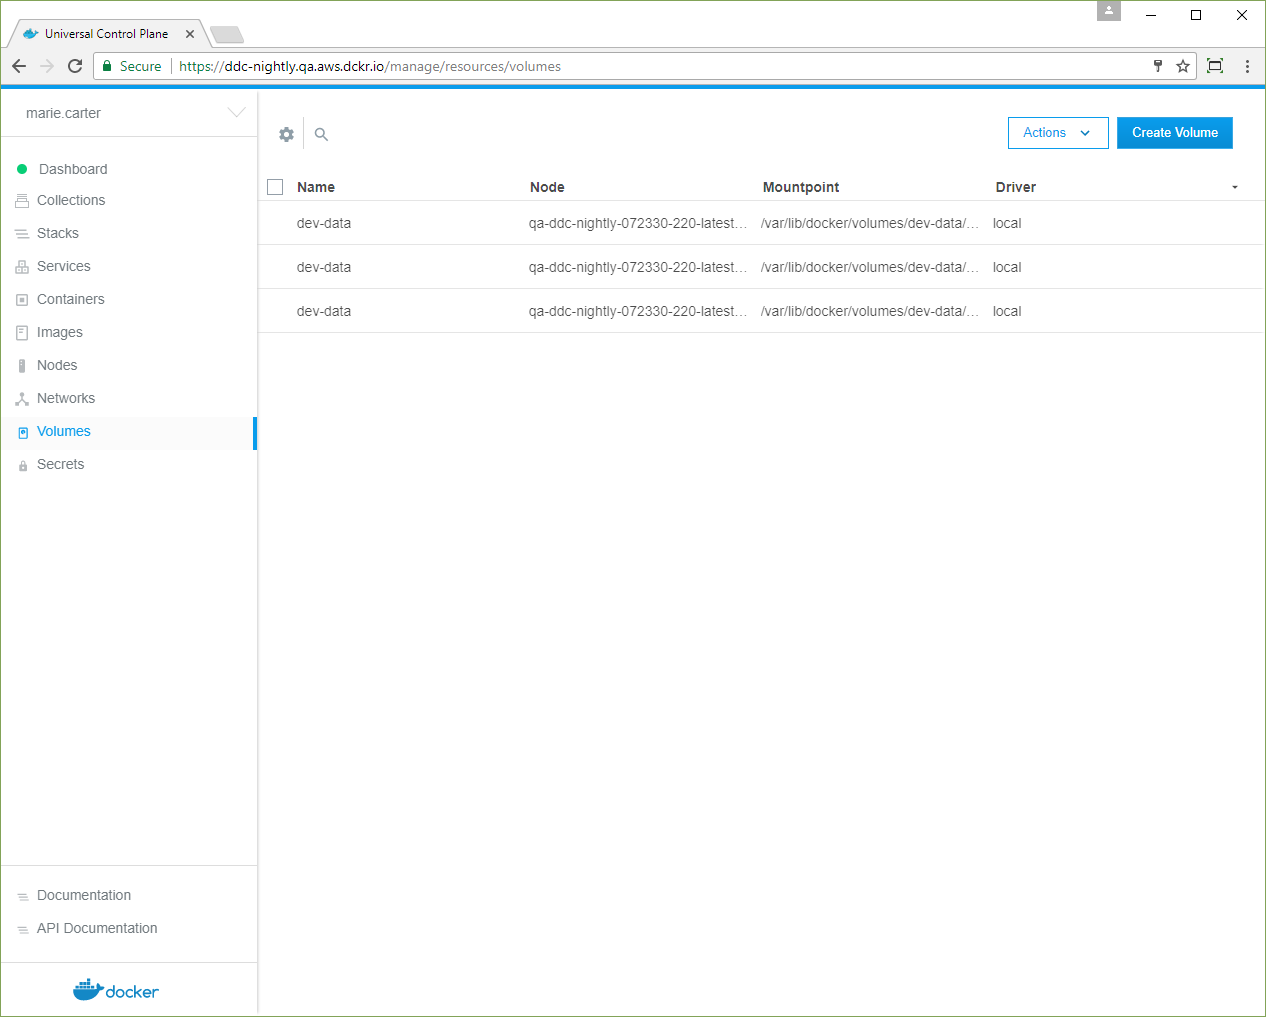 Universal Control Plane
Secure https://ddc-nightly.qa.aws.dckr.io/manage/resources/volumes
marie.carter
Dashboard
Collections
Stacks
Services
Containers
Images
Nodes
Networks
Volumes
Secrets
Documentation
API Documentation
docker
Actions Create Volume
Name Node Mountpoint Driver
dev-data qa-ddc-nightly-072330-220-latest... /var/lib/docker/volumes/dev-data/... local
dev-data qa-ddc-nightly-072330-220-latest... /var/lib/docker/volumes/dev-data/... local
dev-data qa-ddc-nightly-072330-220-latest... /var/lib/docker/volumes/dev-data/... local